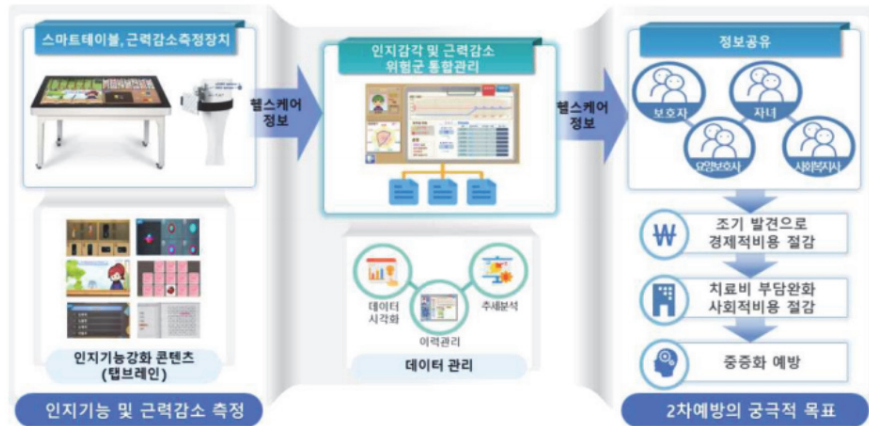 스마트테이블, 근력감소측정장치
인지기능강화 콘텐츠
(탭브레인)
인지기능 및 근력감소 측정
헬스케어
정보
인지감각 및 근력감소
위험군 통합관리
데이터
시각화
이력관리
추세분석
데이터 관리
헬스케어
정보
정보공유
보호자
자녀
요양보호사
사회복지사
조기 발견으로
경제적비용 절감
치료비 부담완화
사회적비용 절감
중증화 예방
2차예방의 궁극적 목표